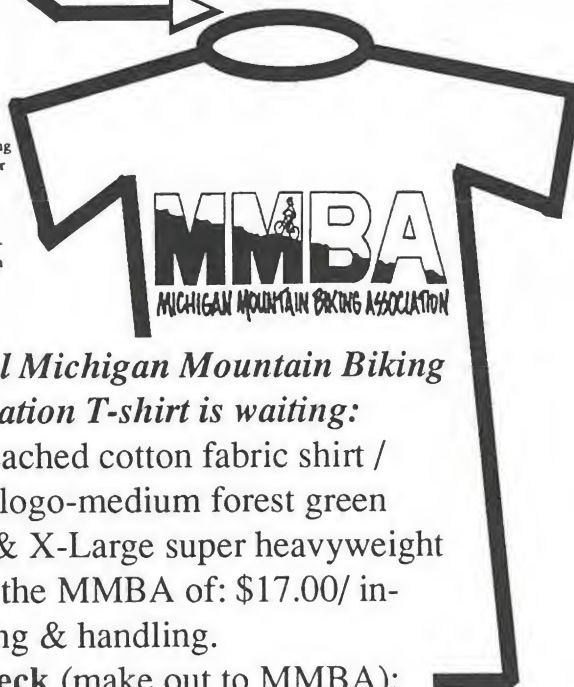 MMBA
MICHIGAN MOUNTAIN BIKING ASSOCIATION
l Michigan Mountain Biking
ation T-shirt is waiting:
ached cotton fabric shirt /
logo-medium forest green
& X-Large super heavyweight
the MMBA of: $17.00/ in-
ng & handling.
eck (make out to MMBA):